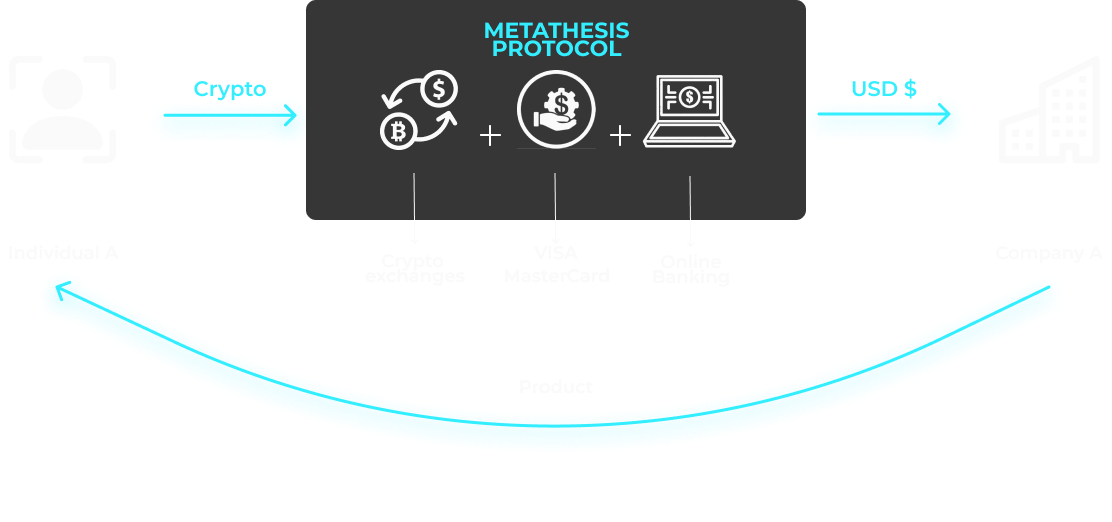 METATHESIS
PROTOCOL
Crypto
USD $
Individual A
Crypto
exchanges
VISA
MasterCard
Online
Banking
Company A
Product